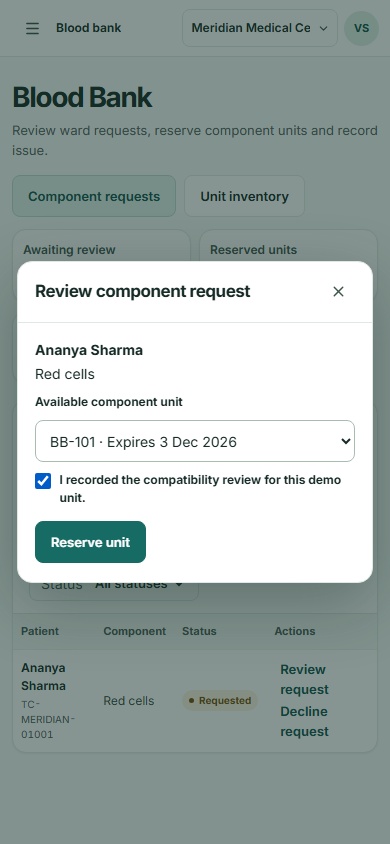 Blood bank
Meridian Medical Ce
VS
Blood Bank
Review ward requests, reserve component units and record
issue.
Component requests
Unit inventory
Awaiting review
Reserved units
Review component request
Ananya Sharma
Red cells
Available component unit
BB-101 · Expires 3 Dec 2026
I recorded the compatibility review for this demo
unit.
Reserve unit
Status
All statuses
Patient
Component
Status
Actions
Ananya
Sharma
TC-
MERIDIAN-
01001
Red cells
Requested
Review
request
Decline
request